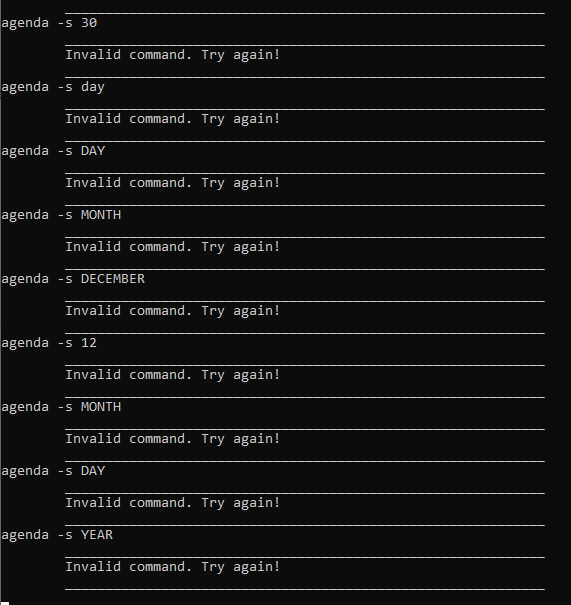 agenda -s 30
Invalid command. Try again!
agenda -s day
Invalid command. Try again!
agenda -s DAY
Invalid command. Try again!
agenda -s MONTH
Invalid command. Try again!
agenda -s DECEMBER
Invalid command. Try again!
agenda -s 12
Invalid command. Try again!
agenda -s MONTH
Invalid command. Try again!
agenda -s DAY
Invalid command. Try again!
agenda -s YEAR
Invalid command. Try again!